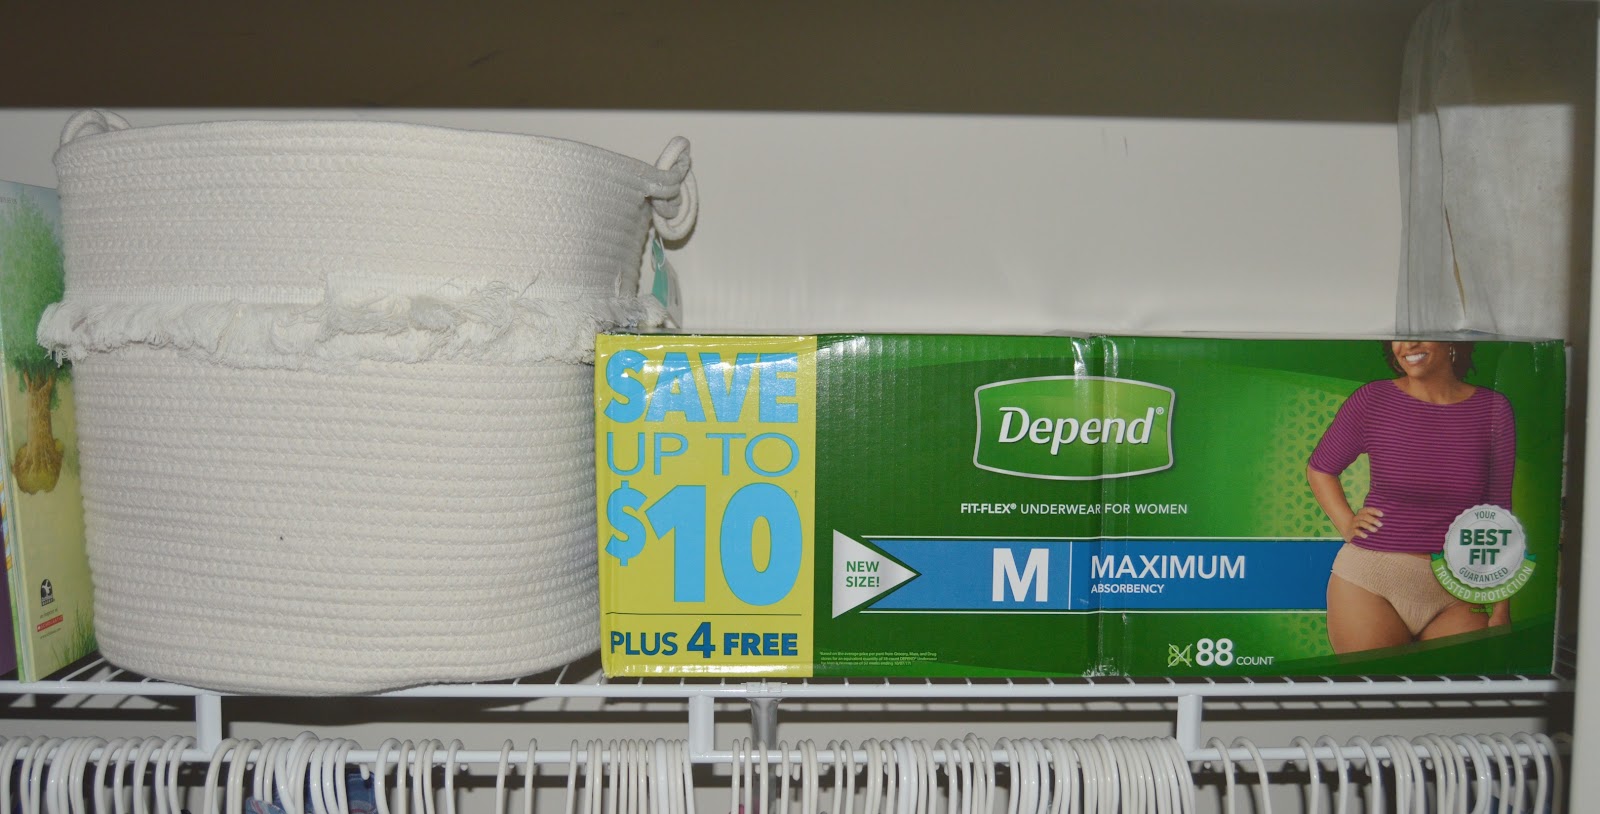 SAVE
UP TO
$10
PLUS 4 FREE
Depend®
FIT-FLEX® UNDERWEAR FOR WOMEN
NEW
SIZE!
M
MAXIMUM
ABSORBENCY
84 88 COUNT
YOUR
BEST
FIT
GUARANTEED
TRUSTED PROTECTION